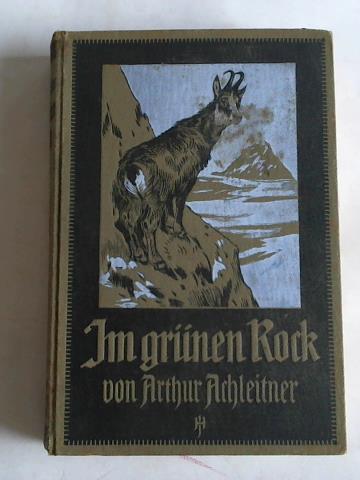 Im grünen Rock
von Arthur Achleitner